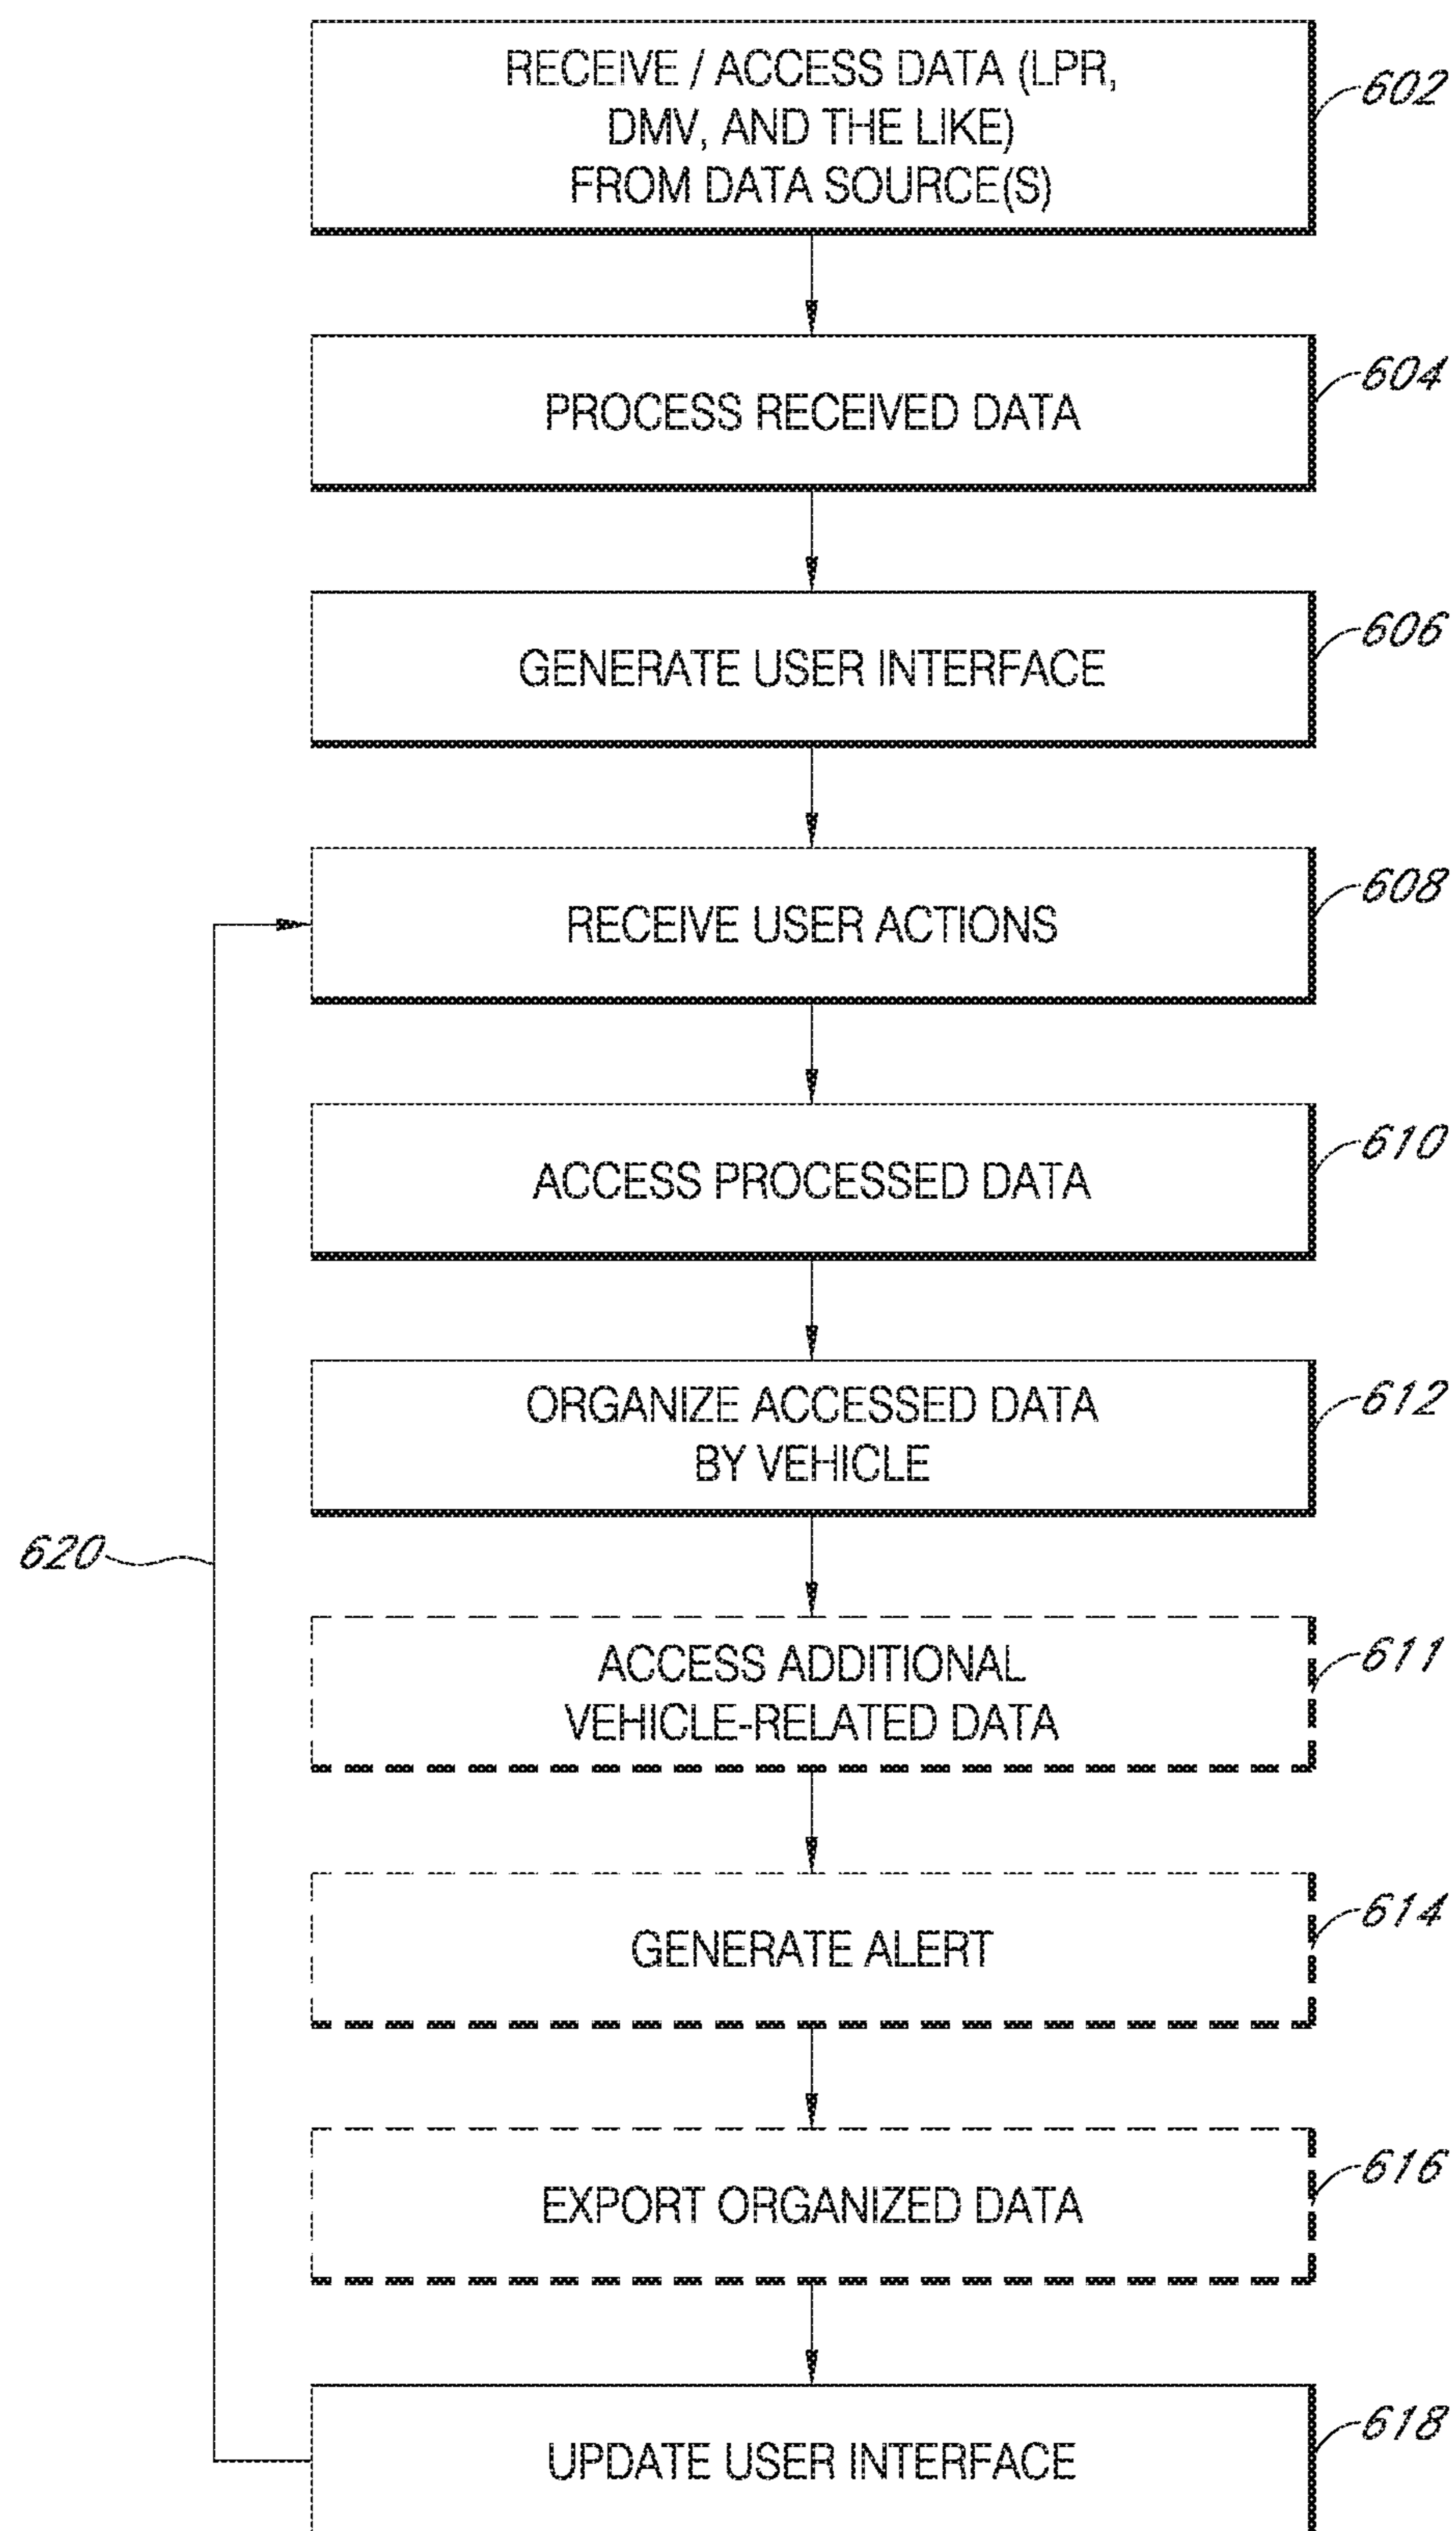 RECEIVE / ACCESS DATA (LPR,
DMV, AND THE LIKE)
FROM DATA SOURCE(S)
602
PROCESS RECEIVED DATA
604
GENERATE USER INTERFACE
606
RECEIVE USER ACTIONS
608
ACCESS PROCESSED DATA
610
ORGANIZE ACCESSED DATA
BY VEHICLE
612
620
ACCESS ADDITIONAL
VEHICLE-RELATED DATA
611
GENERATE ALERT
614
EXPORT ORGANIZED DATA
616
UPDATE USER INTERFACE
618